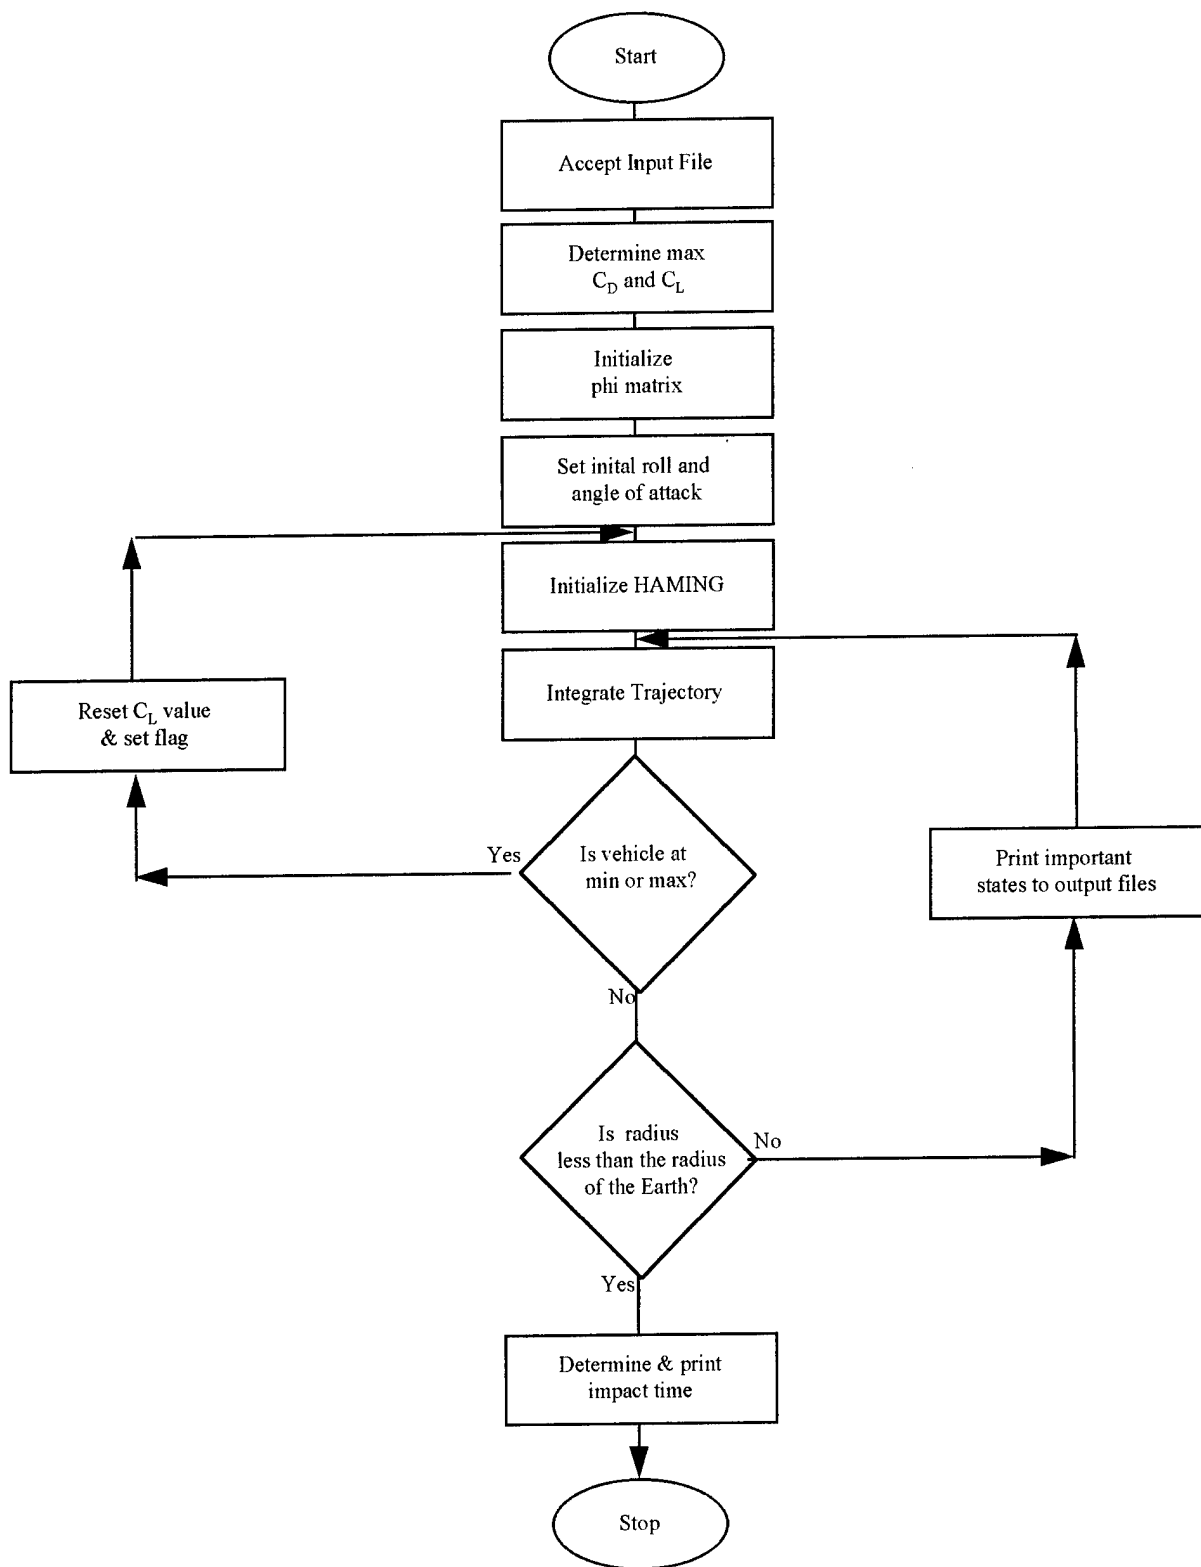 Start
Accept Input File
Determine max
C_D and C_L
Initialize
phi matrix
Set inital roll and
angle of attack
Initialize HAMING
Integrate Trajectory
Reset C_L value
& set flag
Yes
Is vehicle at
min or max?
Print important
states to output files
No
Is radius
less than the radius
of the Earth?
No
Yes
Determine & print
impact time
Stop